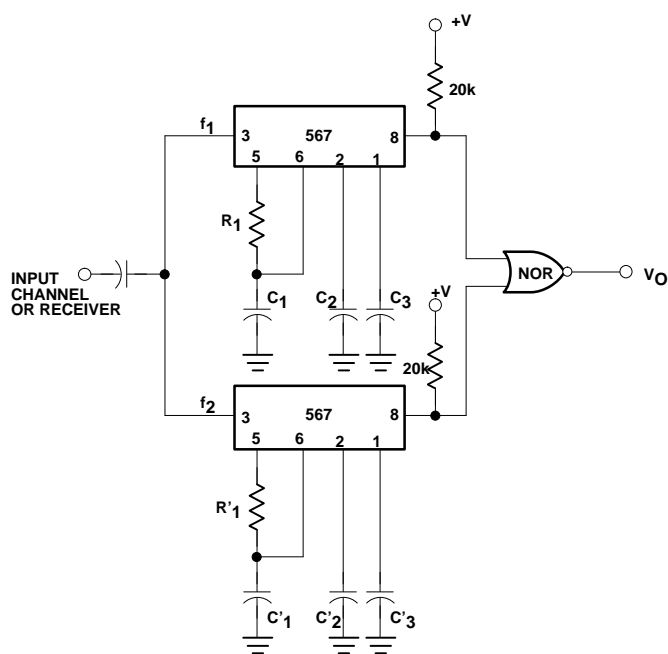 +V
20k
f1
3
567
8
5
6
2
1
R1
INPUT
CHANNEL
OR RECEIVER
C1
C2
C3
NOR
VO
+V
20k
f2
3
567
8
5
6
2
1
R'1
C'1
C'2
C'3